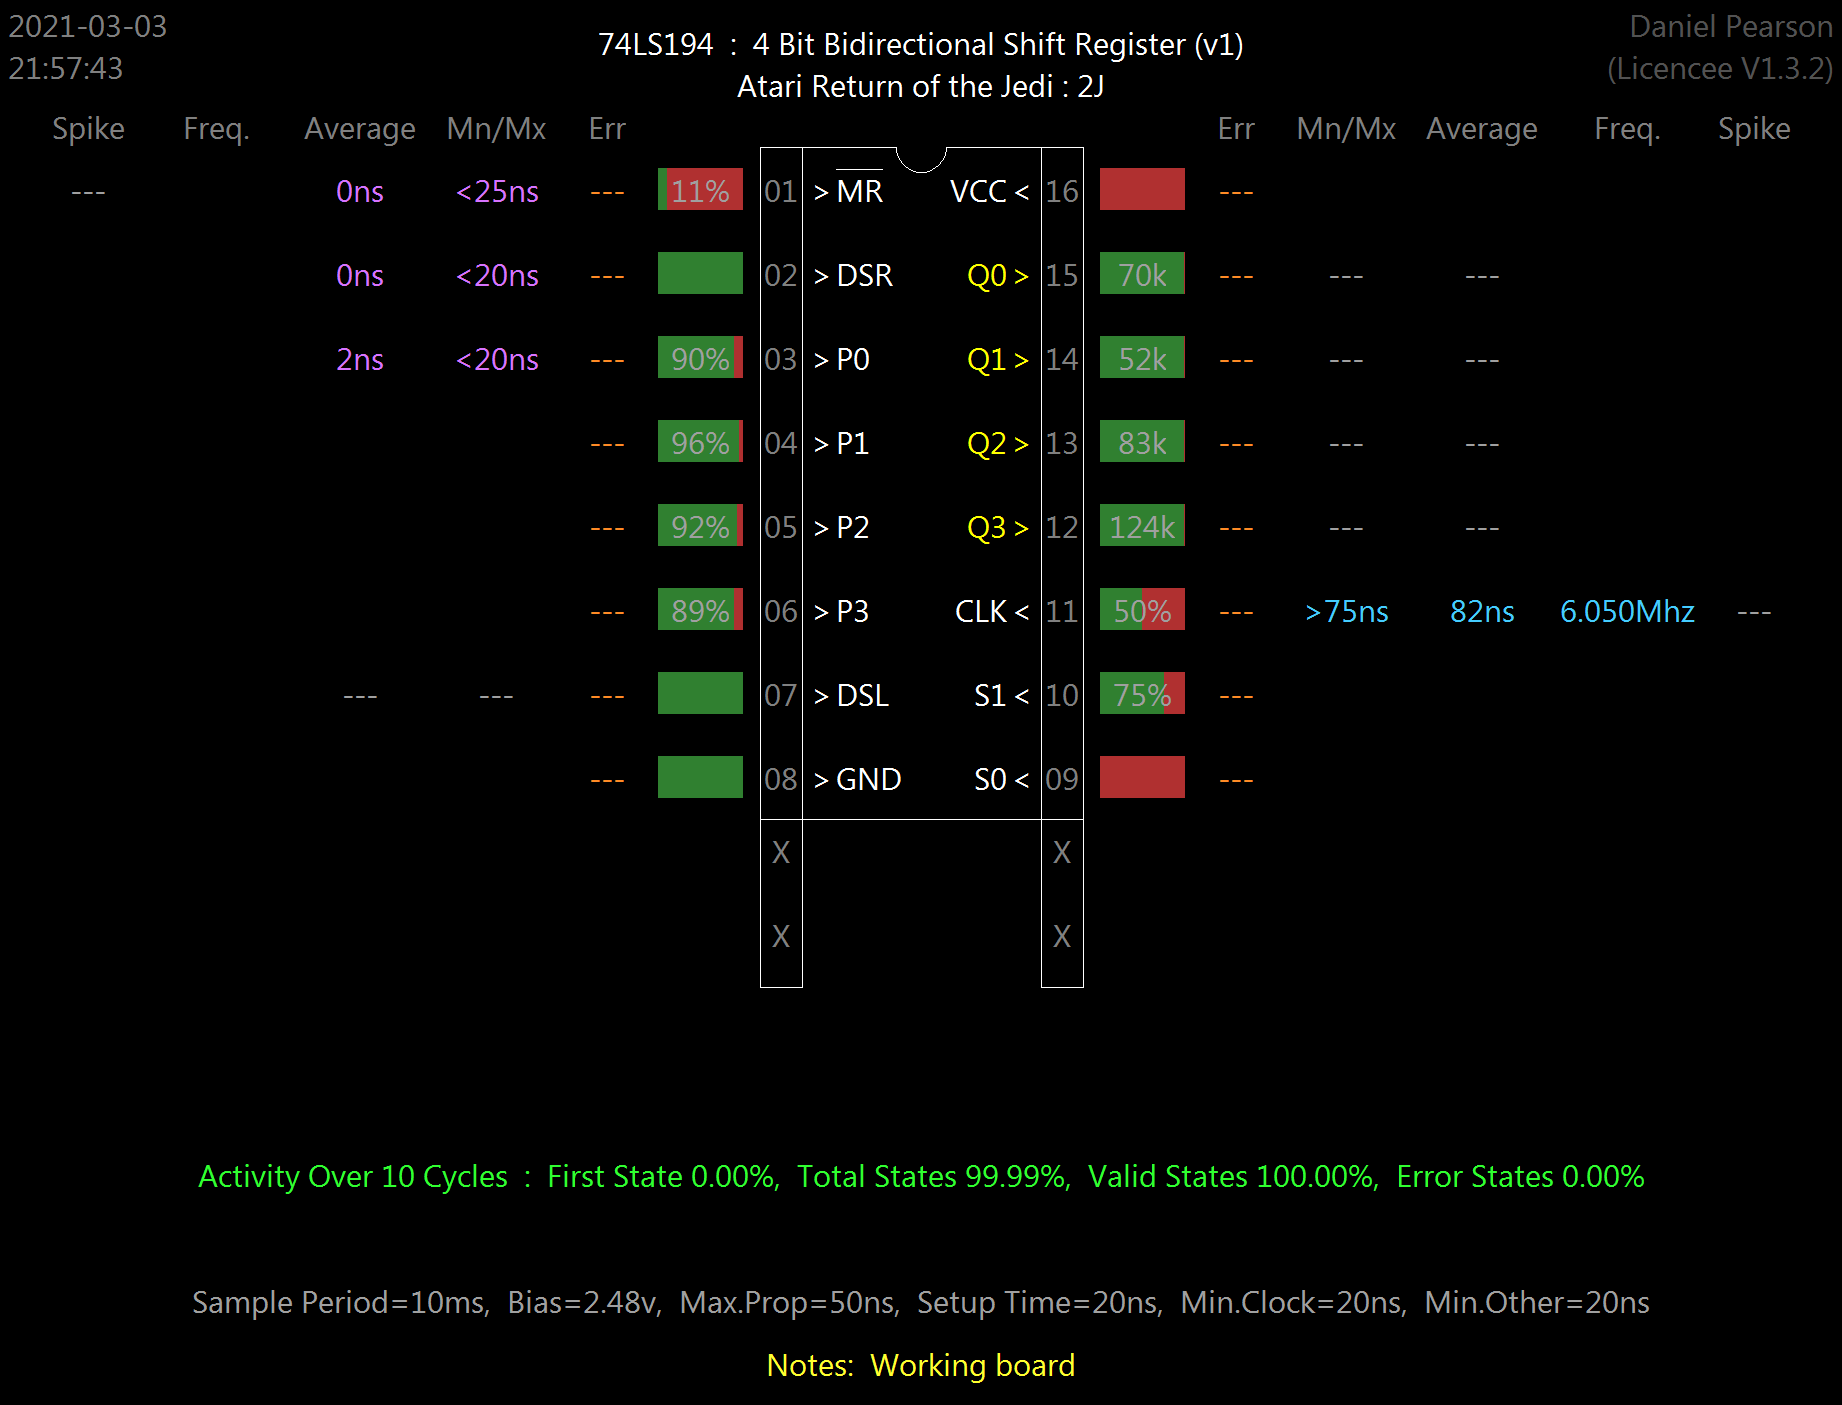 2021-03-03
21:57:43
74LS194 : 4 Bit Bidirectional Shift Register (v1)
Atari Return of the Jedi : 2J
Daniel Pearson
(Licencee V1.3.2)
Spike Freq. Average Mn/Mx Err Err Mn/Mx Average Freq. Spike
--- 0ns <25ns --- 11% 01 > MR VCC < 16 ---
0ns <20ns --- 02 > DSR Q0 > 15 70k --- --- ---
2ns <20ns --- 90% 03 > P0 Q1 > 14 52k --- --- ---
--- 96% 04 > P1 Q2 > 13 83k --- --- ---
--- 92% 05 > P2 Q3 > 12 124k --- --- ---
--- 89% 06 > P3 CLK < 11 50% --- >75ns 82ns 6.050Mhz ---
--- --- --- 07 > DSL S1 < 10 75% ---
--- 08 > GND S0 < 09 ---
X X
X X
Activity Over 10 Cycles : First State 0.00%, Total States 99.99%, Valid States 100.00%, Error States 0.00%
Sample Period=10ms, Bias=2.48v, Max.Prop=50ns, Setup Time=20ns, Min.Clock=20ns, Min.Other=20ns
Notes: Working board